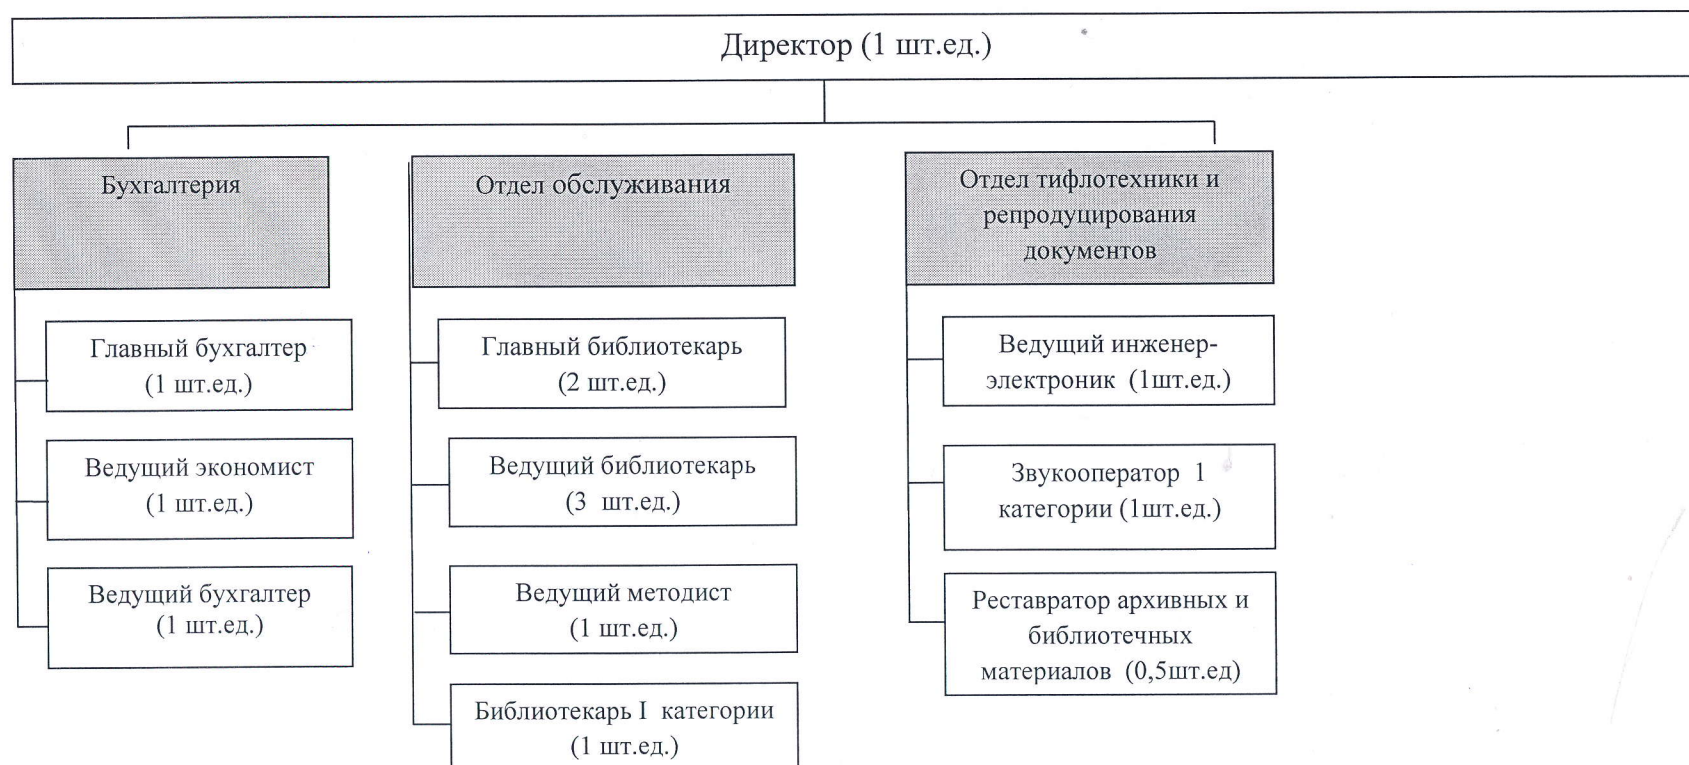 Директор (1 шт.ед.)
Бухгалтерия
Главный бухгалтер
(1 шт.ед.)
Ведущий экономист
(1 шт.ед.)
Ведущий бухгалтер
(1 шт.ед.)
Отдел обслуживания
Главный библиотекарь
(2 шт.ед.)
Ведущий библиотекарь
(3 шт.ед.)
Ведущий методист
(1 шт.ед.)
Библиотекарь I категории
(1 шт.ед.)
Отдел тифлотехники и
репродуцирования
документов
Ведущий инженер-
электроник (1шт.ед.)
Звукооператор 1
категории (1шт.ед.)
Реставратор архивных и
библиотечных
материалов (0,5шт.ед)